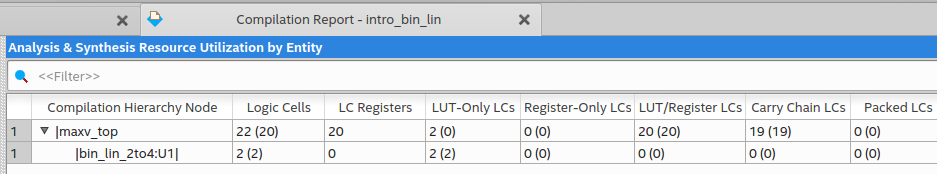 Compilation Report - intro_bin_lin
Analysis & Synthesis Resource Utilization by Entity
<<Filter>>
Compilation Hierarchy Node Logic Cells LC Registers LUT-Only LCs Register-Only LCs LUT/Register LCs Carry Chain LCs Packed LCs
1 |maxv_top 22 (20) 20 2 (0) 0 (0) 20 (20) 19 (19) 0 (0)
1 |bin_lin_2to4:U1| 2 (2) 0 2 (2) 0 (0) 0 (0) 0 (0) 0 (0)